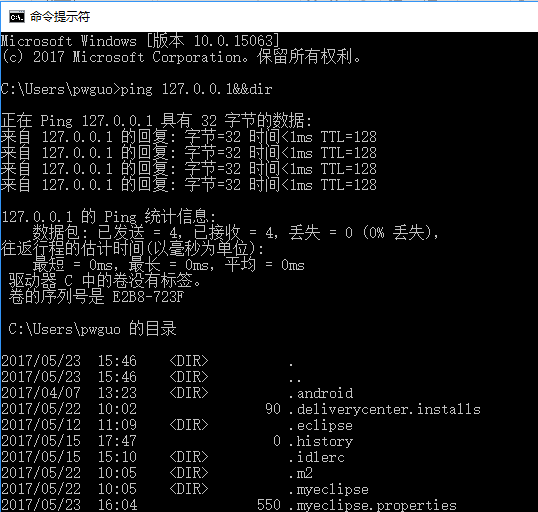 命令提示符
Microsoft Windows [版本 10.0.15063]
(c) 2017 Microsoft Corporation。保留所有权利。
C:\Users\pwguo>ping 127.0.0.1&&dir
正在 Ping 127.0.0.1 具有 32 字节的数据:
来自 127.0.0.1 的回复: 字节=32 时间<1ms TTL=128
来自 127.0.0.1 的回复: 字节=32 时间<1ms TTL=128
来自 127.0.0.1 的回复: 字节=32 时间<1ms TTL=128
来自 127.0.0.1 的回复: 字节=32 时间<1ms TTL=128
127.0.0.1 的 Ping 统计信息:
数据包: 已发送 = 4, 已接收 = 4, 丢失 = 0 (0% 丢失),
往返行程的估计时间(以毫秒为单位):
最短 = 0ms, 最长 = 0ms, 平均 = 0ms
驱动器 C 中的卷没有标签。
卷的序列号是 E2B8-723F
C:\Users\pwguo 的目录
2017/05/23  15:46    <DIR>          .
2017/05/23  15:46    <DIR>          ..
2017/04/07  13:23    <DIR>          .android
2017/05/22  10:02                90 .deliverycenter.installs
2017/05/12  11:09    <DIR>          .eclipse
2017/05/15  17:47                 0 .history
2017/05/15  15:10    <DIR>          .idlerc
2017/05/22  10:05    <DIR>          .m2
2017/05/22  10:05    <DIR>          .myeclipse
2017/05/23  16:04               550 .myeclipse.properties